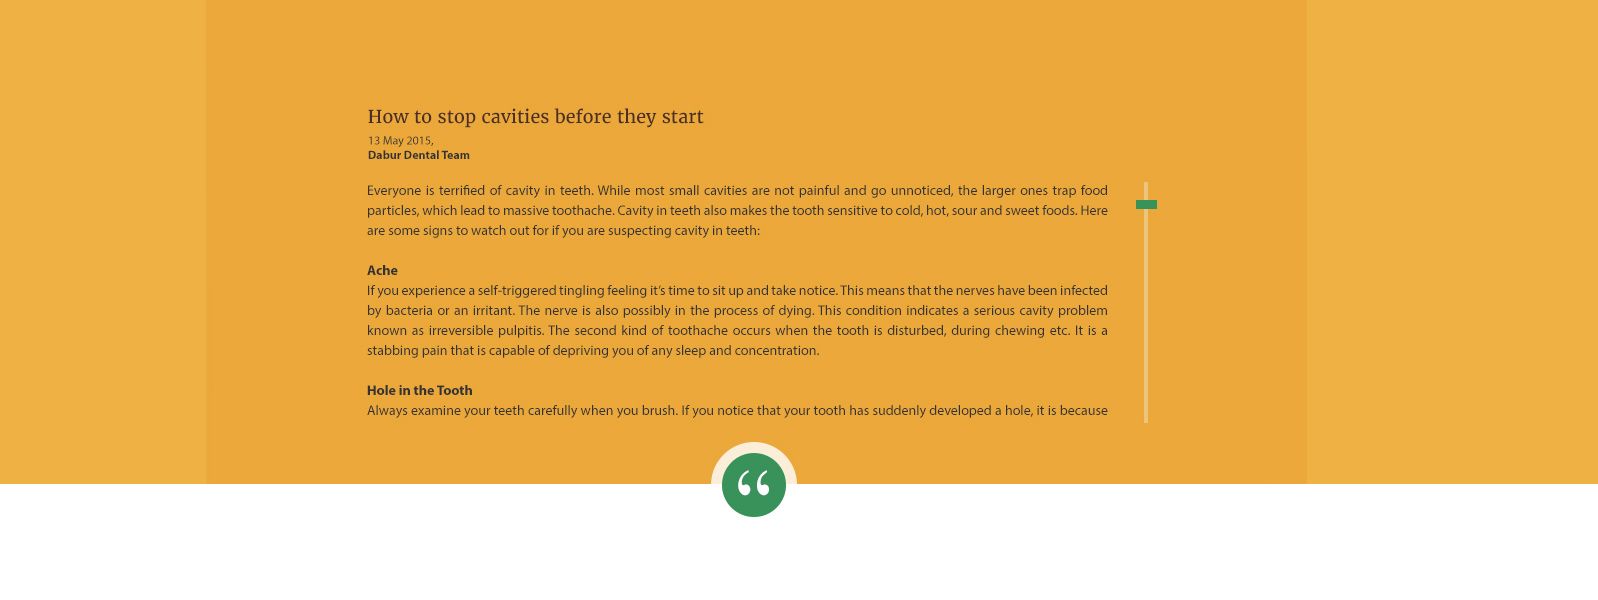 How to stop cavities before they start
13 May 2015,
Dabur Dental Team
Everyone is terrified of cavity in teeth. While most small cavities are not painful and go unnoticed, the larger ones trap food
particles, which lead to massive toothache. Cavity in teeth also makes the tooth sensitive to cold, hot, sour and sweet foods. Here
are some signs to watch out for if you are suspecting cavity in teeth:
Ache
If you experience a self-triggered tingling feeling it’s time to sit up and take notice. This means that the nerves have been infected
by bacteria or an irritant. The nerve is also possibly in the process of dying. This condition indicates a serious cavity problem
known as irreversible pulpitis. The second kind of toothache occurs when the tooth is disturbed, during chewing etc. It is a
stabbing pain that is capable of depriving you of any sleep and concentration.
Hole in the Tooth
Always examine your teeth carefully when you brush. If you notice that your tooth has suddenly developed a hole, it is because
“